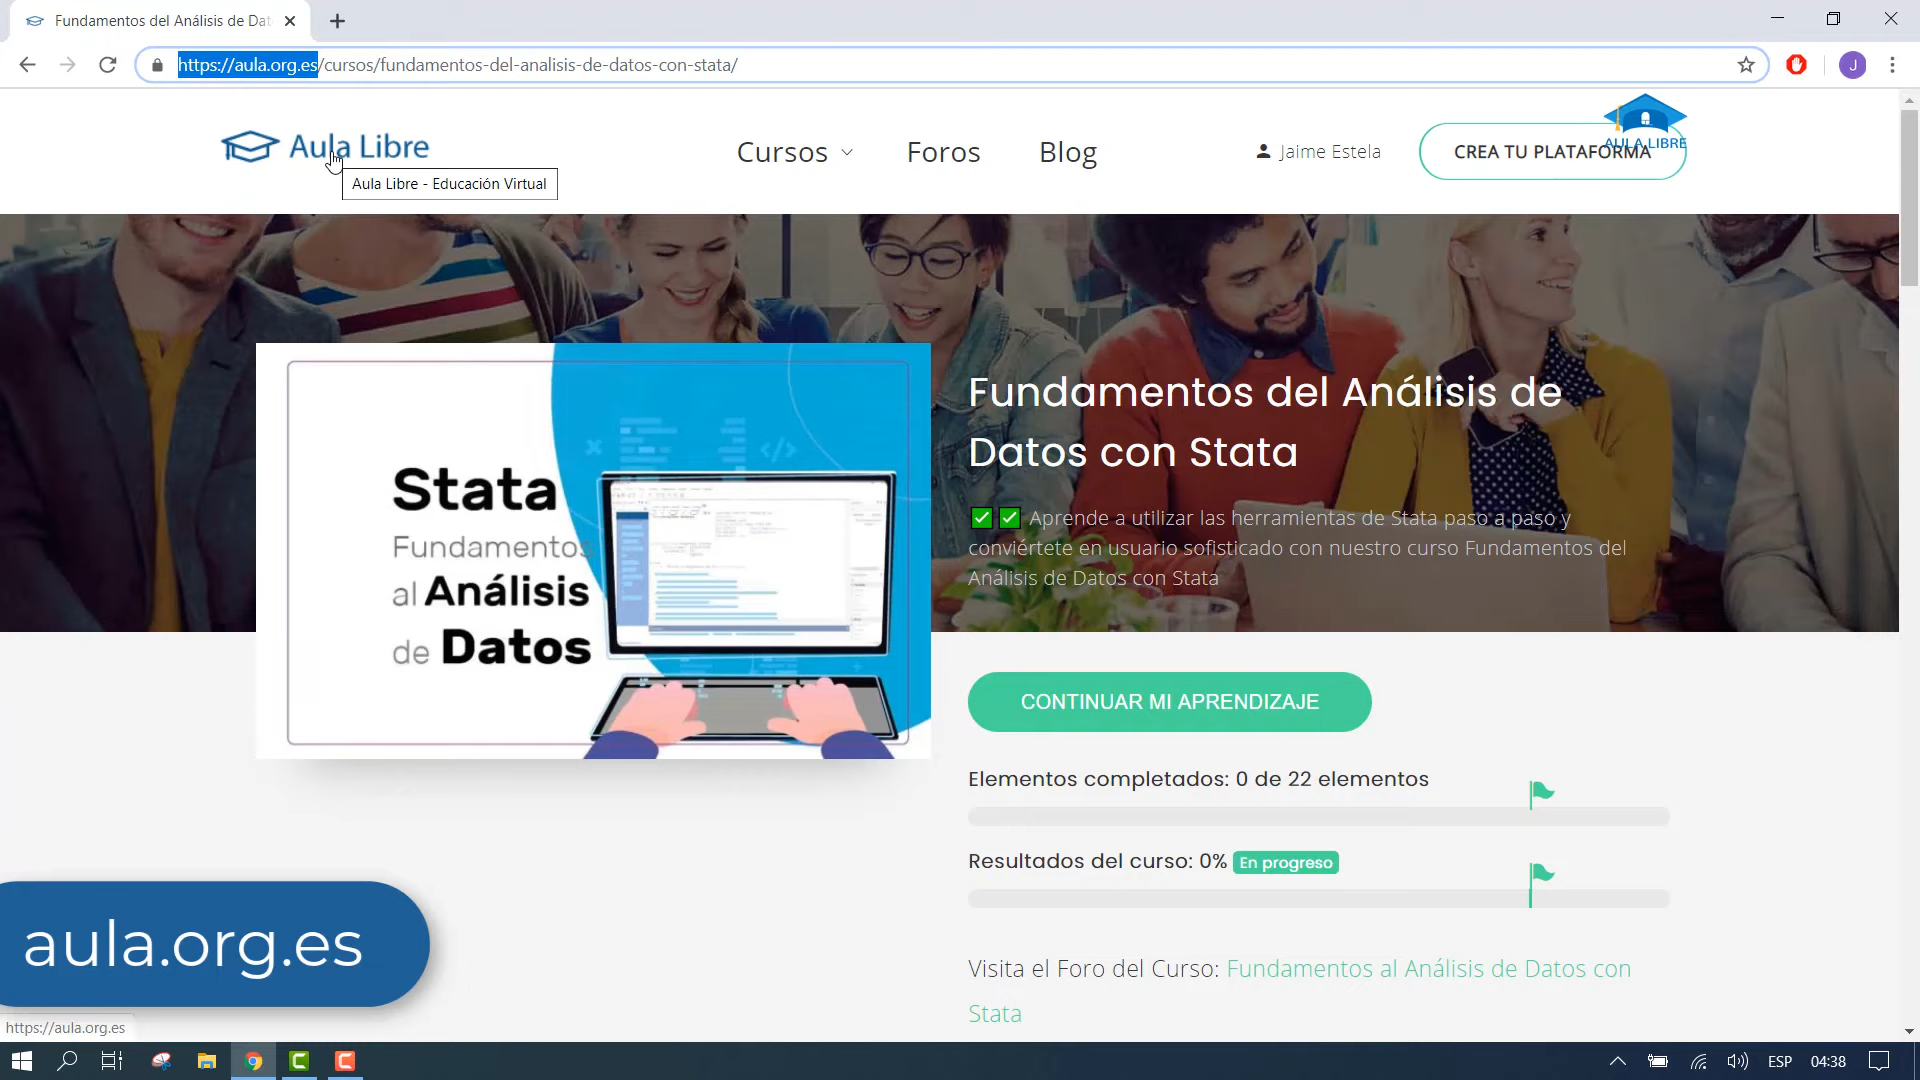 Fundamentos del Análisis de Dat
https://aula.org.es/cursos/fundamentos-del-analisis-de-datos-con-stata/
J
Aula Libre
Cursos
Foros
Blog
Jaime Estela
CREA TU PLATAFORMA
AULA LIBRE
Aula Libre - Educación Virtual
Stata
Fundamentos
al Análisis
de Datos
Fundamentos del Análisis de
Datos con Stata
Aprende a utilizar las herramientas de Stata paso a paso y
conviértete en usuario sofisticado con nuestro curso Fundamentos del
Análisis de Datos con Stata
CONTINUAR MI APRENDIZAJE
Elementos completados: 0 de 22 elementos
Resultados del curso: 0% En progreso
Visita el Foro del Curso: Fundamentos al Análisis de Datos con
Stata
aula.org.es
https://aula.org.es
ESP
04:38